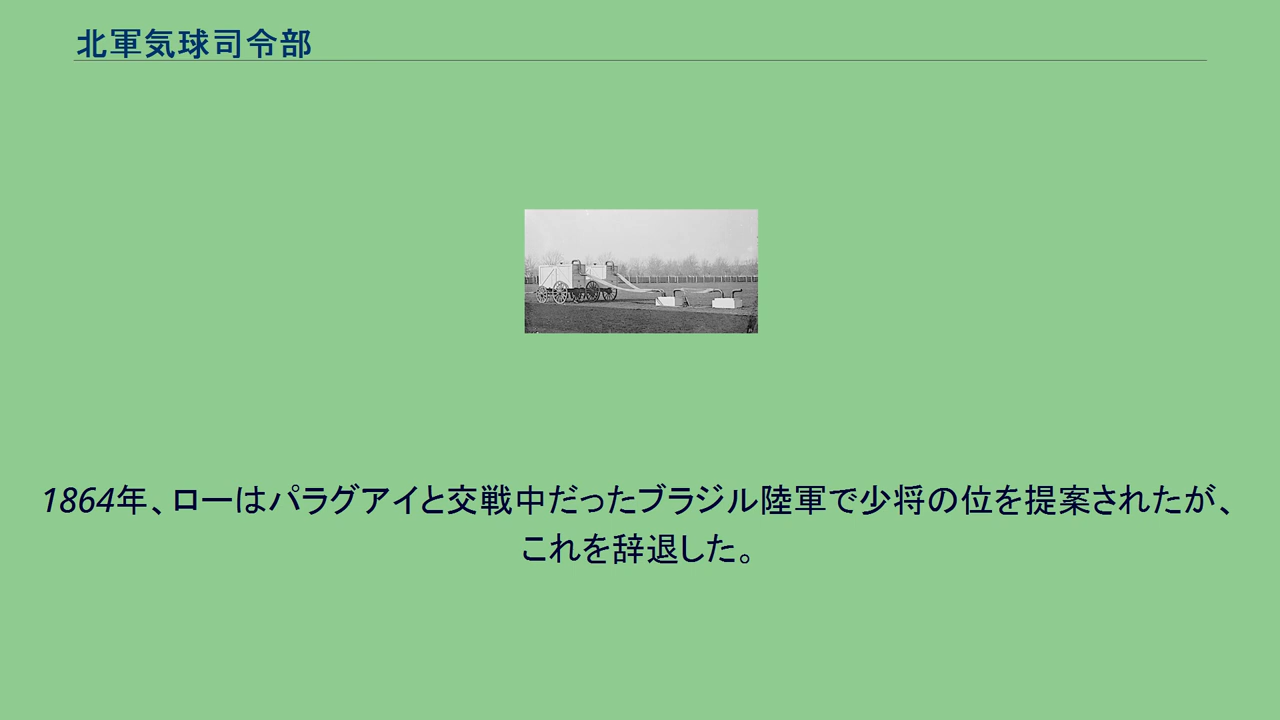 北軍気球司令部
1864年、ローはパラグアイと交戦中だったブラジル陸軍で少将の位を提案されたが、
これを辞退した。